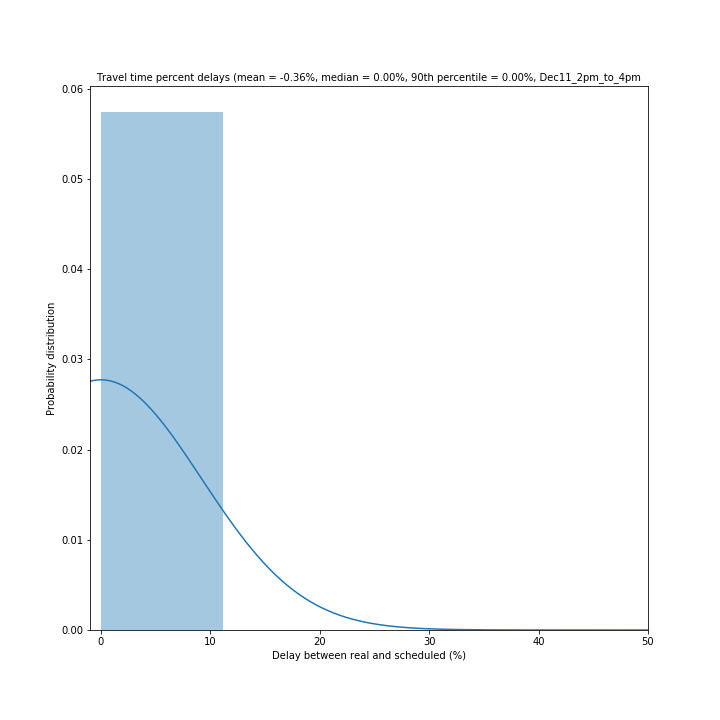 Travel time percent delays (mean = -0.36%, median = 0.00%, 90th percentile = 0.00%, Dec11_2pm_to_4pm
0.06
0.05
0.04
0.03
0.02
0.01
0.00
Probability distribution
0 10 20 30 40 50
Delay between real and scheduled (%)